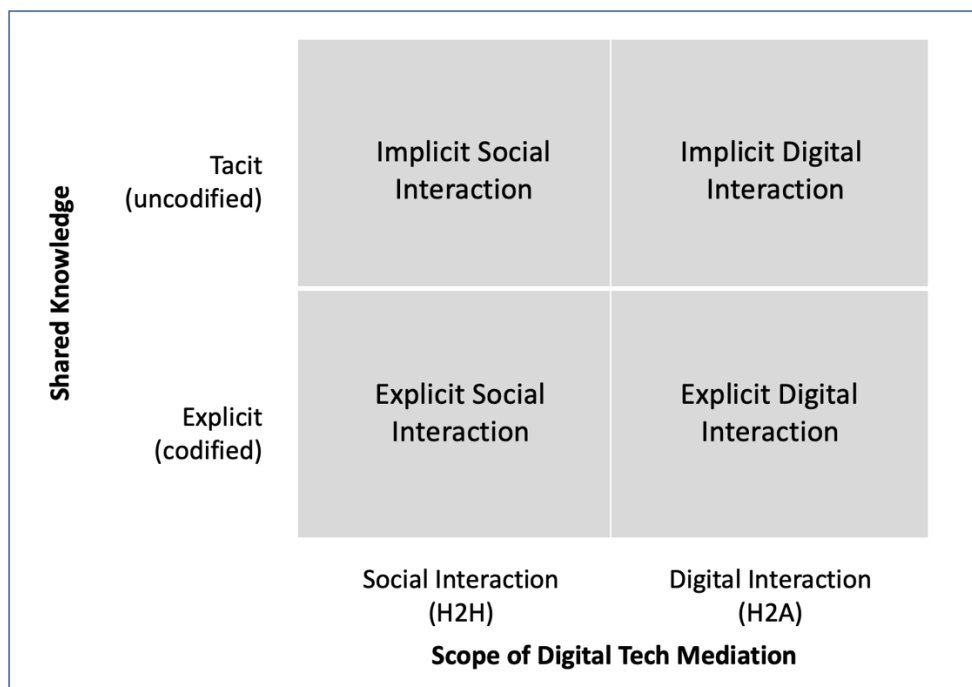 Shared Knowledge
Tacit
(uncodified)
Implicit Social
Interaction
Implicit Digital
Interaction
Explicit
(codified)
Explicit Social
Interaction
Explicit Digital
Interaction
Social Interaction
(H2H)
Digital Interaction
(H2A)
Scope of Digital Tech Mediation